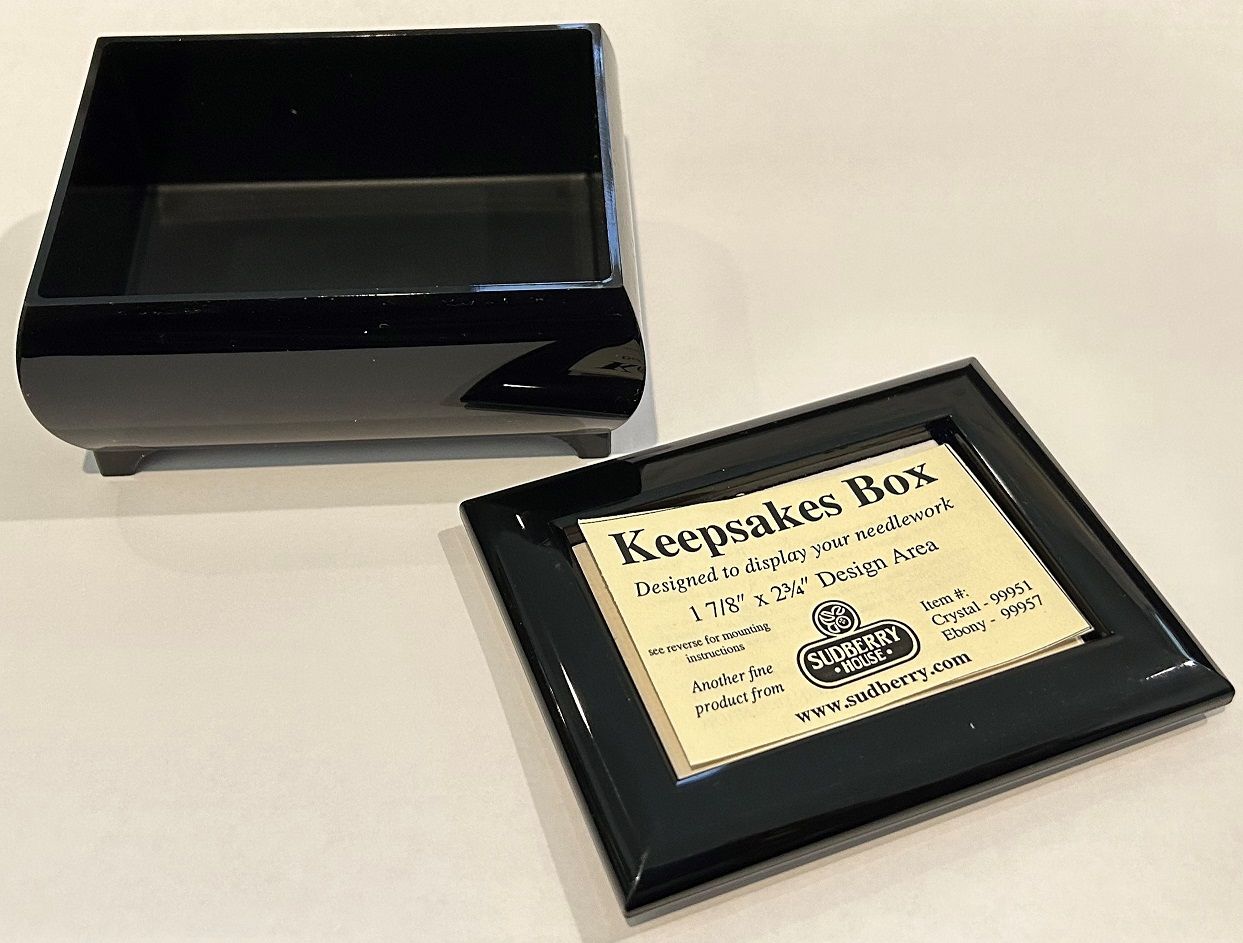 Keepsakes Box
Designed to display your needlework
1 7/8" x 2¾" Design Area
see reverse for mounting
instructions
Another fine
product from
SUDBERRY
• HOUSE •
Item #:
Crystal - 99951
Ebony - 99957
www.sudberry.com